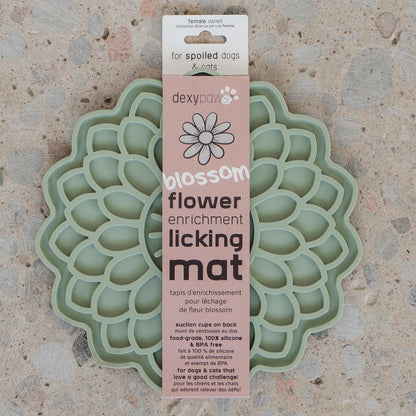 female owned
entreprise détenue par une femme
for spoiled dogs
& cats
dexypaws
blossom
flower
enrichment
licking
mat
tapis d'enrichissement
pour léchage
de fleur blossom
suction cups on back
muni de ventouses au dos
food-grade, 100% silicone
& BPA free
fait à 100 % de silicone
de qualité alimentaire
et exempt de BPA
for dogs & cats that
love a good challenge!
pour les chiens et les chats
qui adorent relever des défis!